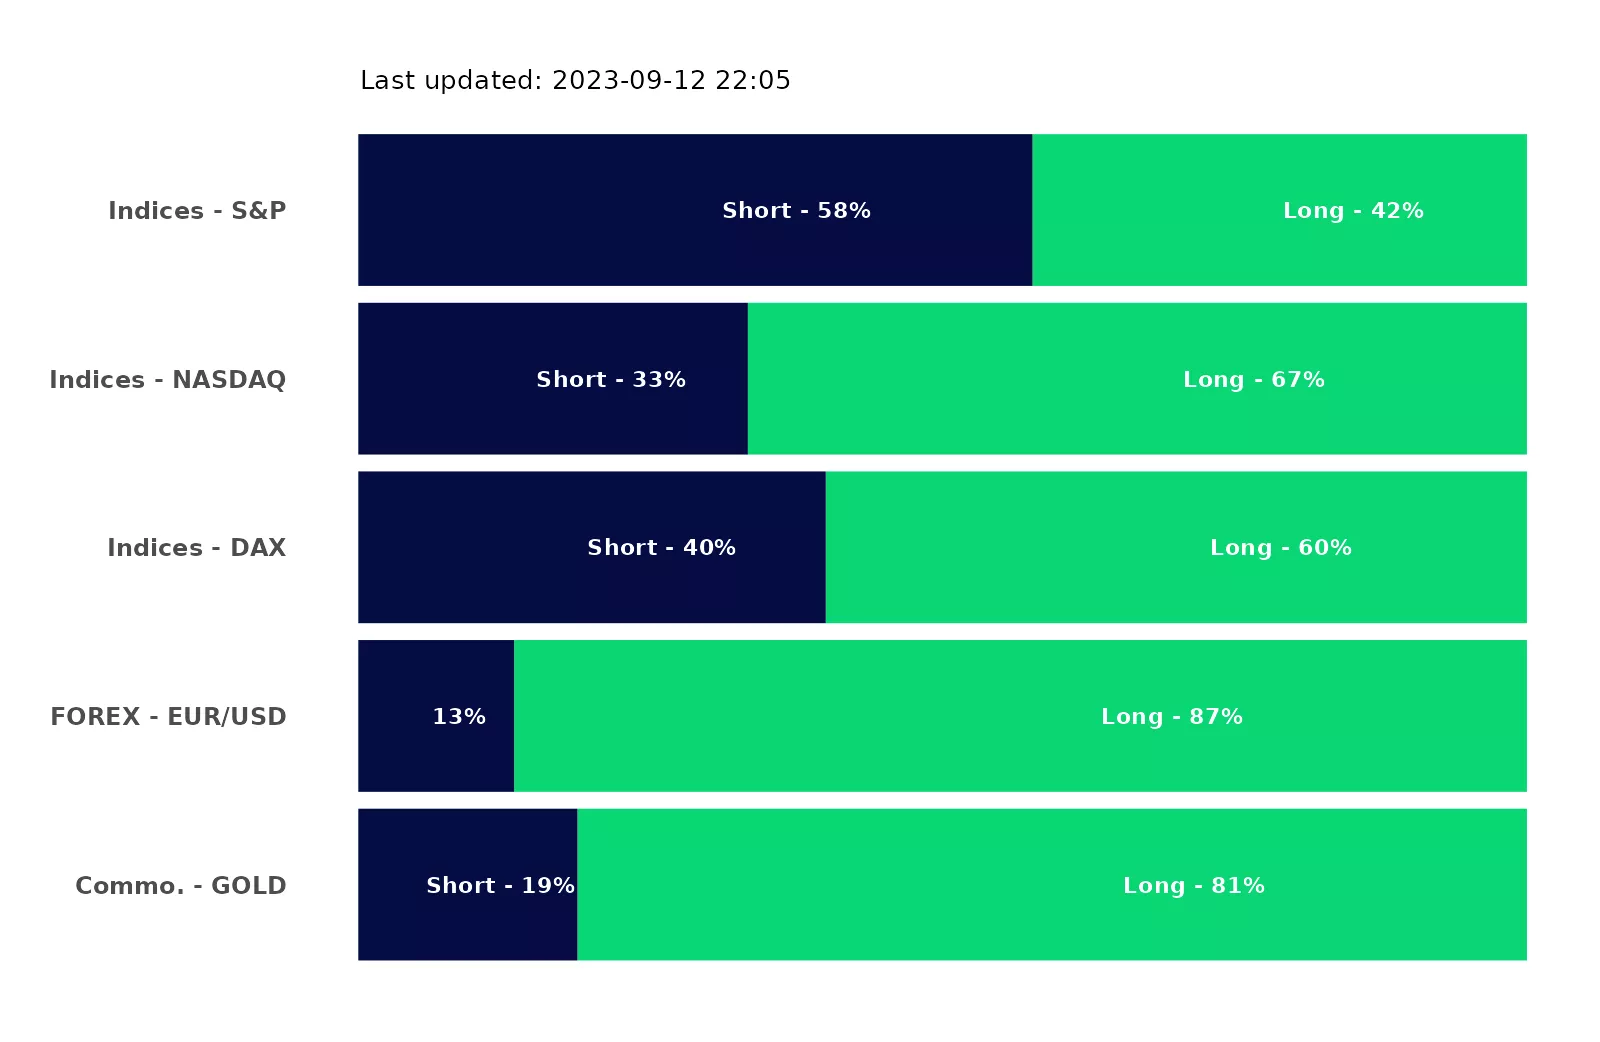 Last updated: 2023-09-12 22:05
Indices - S&P Short - 58% Long - 42%
Indices - NASDAQ Short - 33% Long - 67%
Indices - DAX Short - 40% Long - 60%
FOREX - EUR/USD 13% Long - 87%
Commo. - GOLD Short - 19% Long - 81%